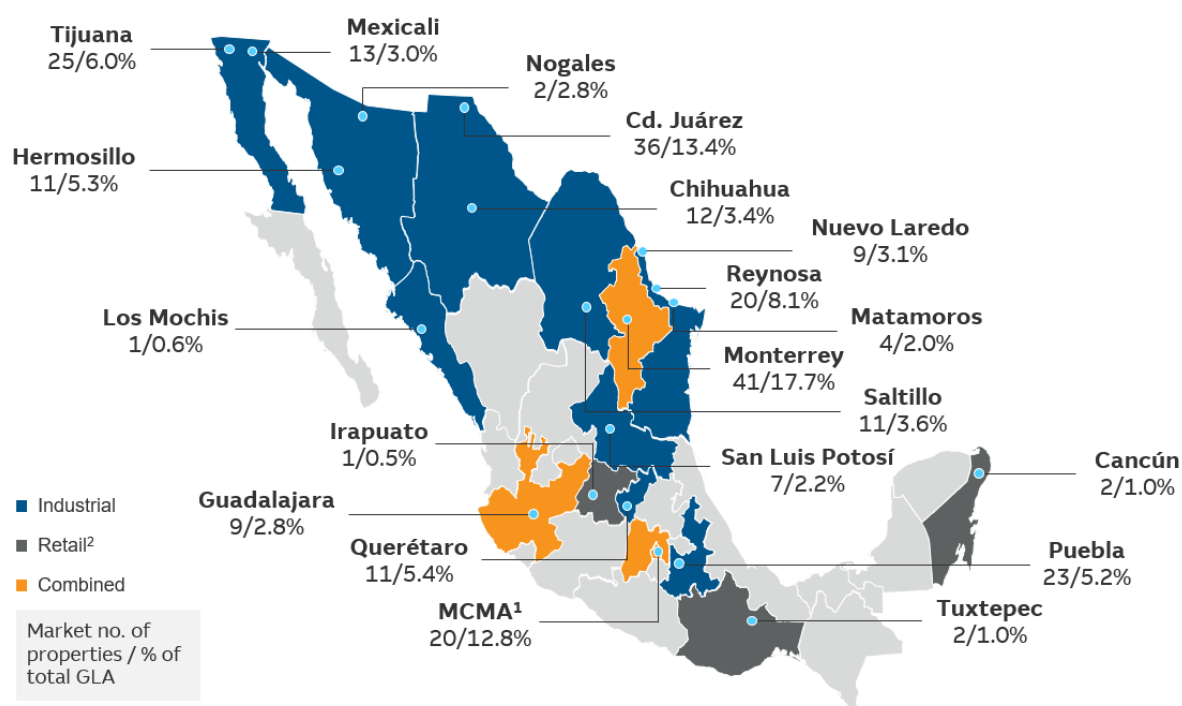 Tijuana
25/6.0%
Mexicali
13/3.0%
Nogales
2/2.8%
Cd. Juárez
36/13.4%
Hermosillo
11/5.3%
Chihuahua
12/3.4%
Nuevo Laredo
9/3.1%
Reynosa
20/8.1%
Los Mochis
1/0.6%
Matamoros
4/2.0%
Monterrey
41/17.7%
Saltillo
11/3.6%
Irapuato
1/0.5%
San Luis Potosí
7/2.2%
Cancún
2/1.0%
Guadalajara
9/2.8%
Querétaro
11/5.4%
Puebla
23/5.2%
MCMA¹
20/12.8%
Tuxtepec
2/1.0%
Industrial
Retail²
Combined
Market no. of
properties / % of
total GLA